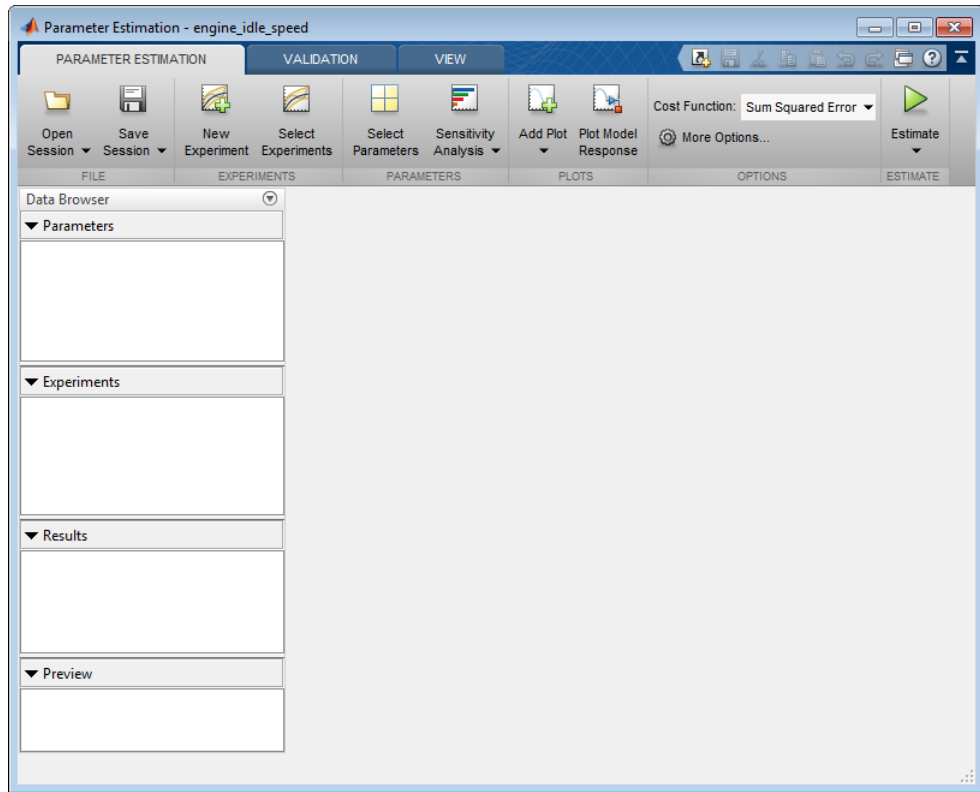 Parameter Estimation - engine_idle_speed
PARAMETER ESTIMATION VALIDATION VIEW
Open Session
Save Session
New Experiment
Select Experiments
Select Parameters
Sensitivity Analysis
Add Plot
Plot Model Response
Cost Function: Sum Squared Error
More Options...
Estimate
FILE EXPERIMENTS PARAMETERS PLOTS OPTIONS ESTIMATE
Data Browser
Parameters
Experiments
Results
Preview